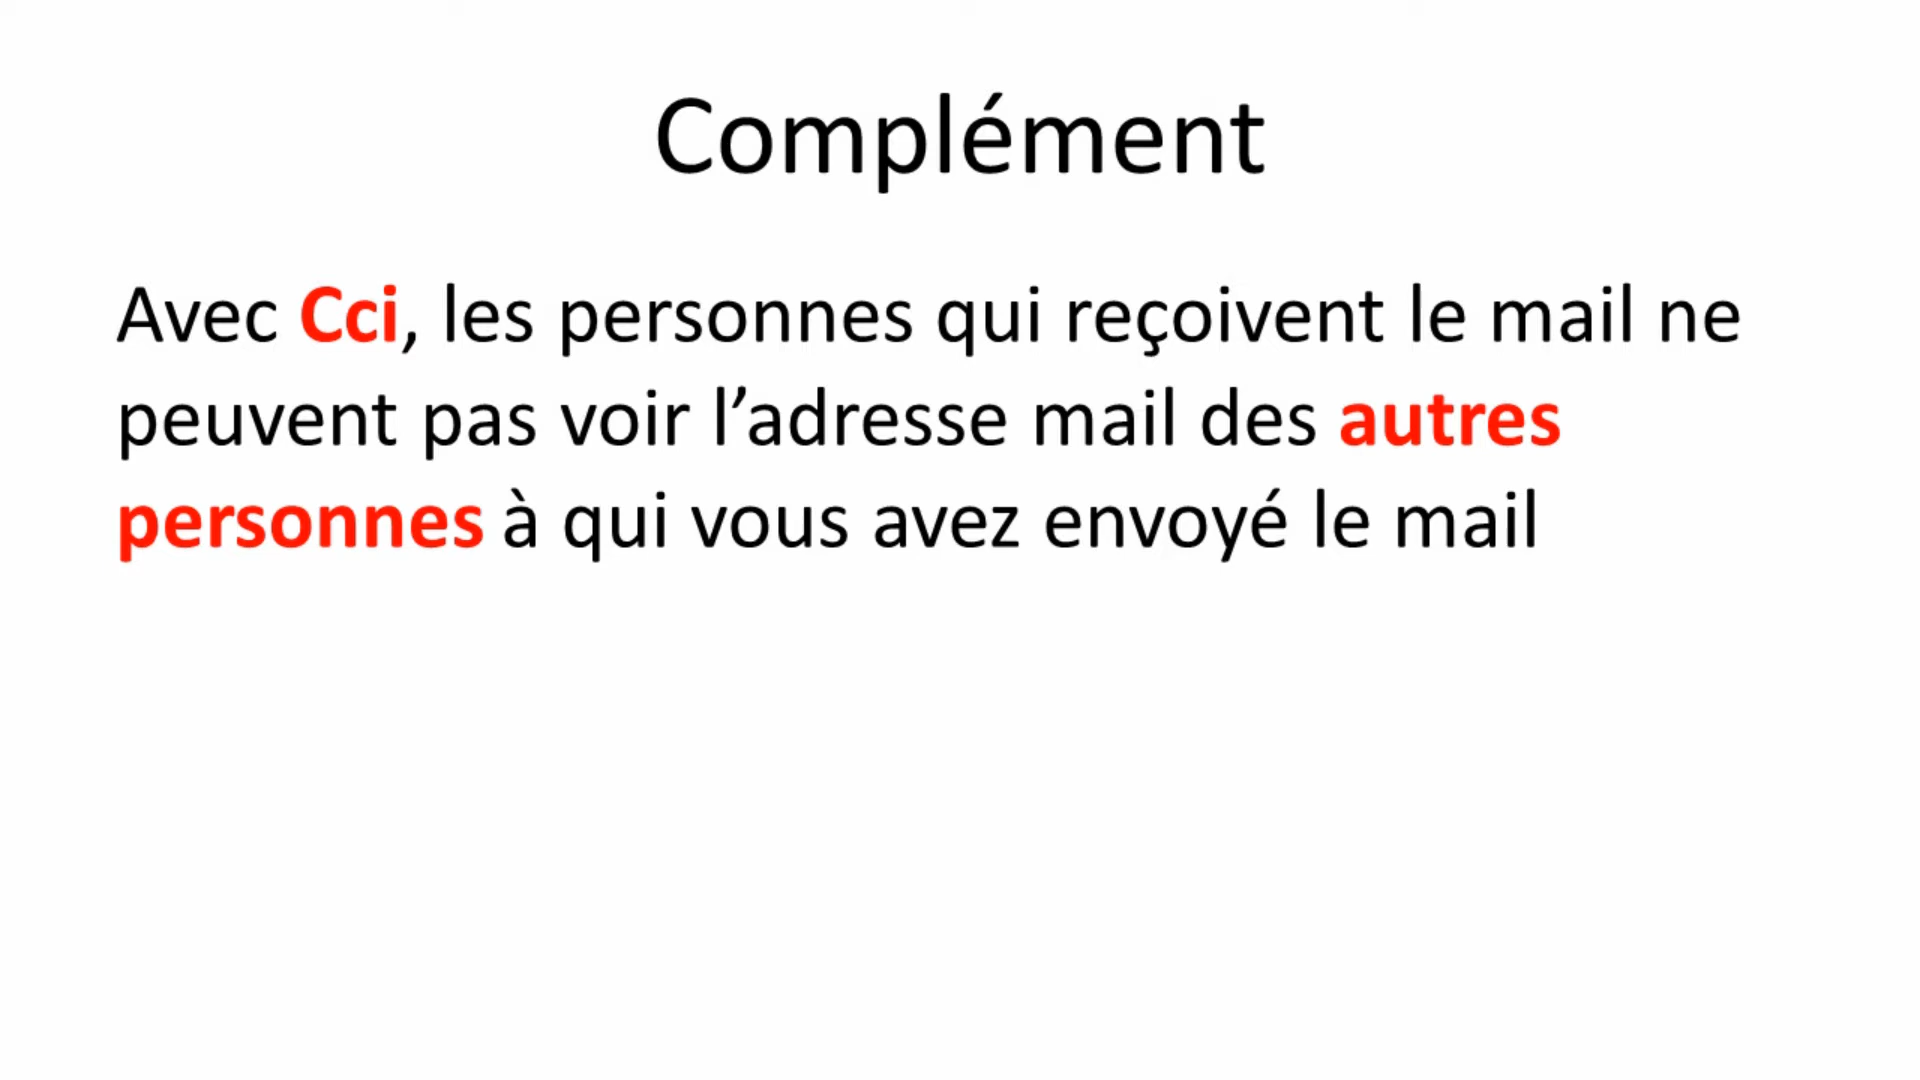 Complément
Avec Cci, les personnes qui reçoivent le mail ne
peuvent pas voir l’adresse mail des autres
personnes à qui vous avez envoyé le mail